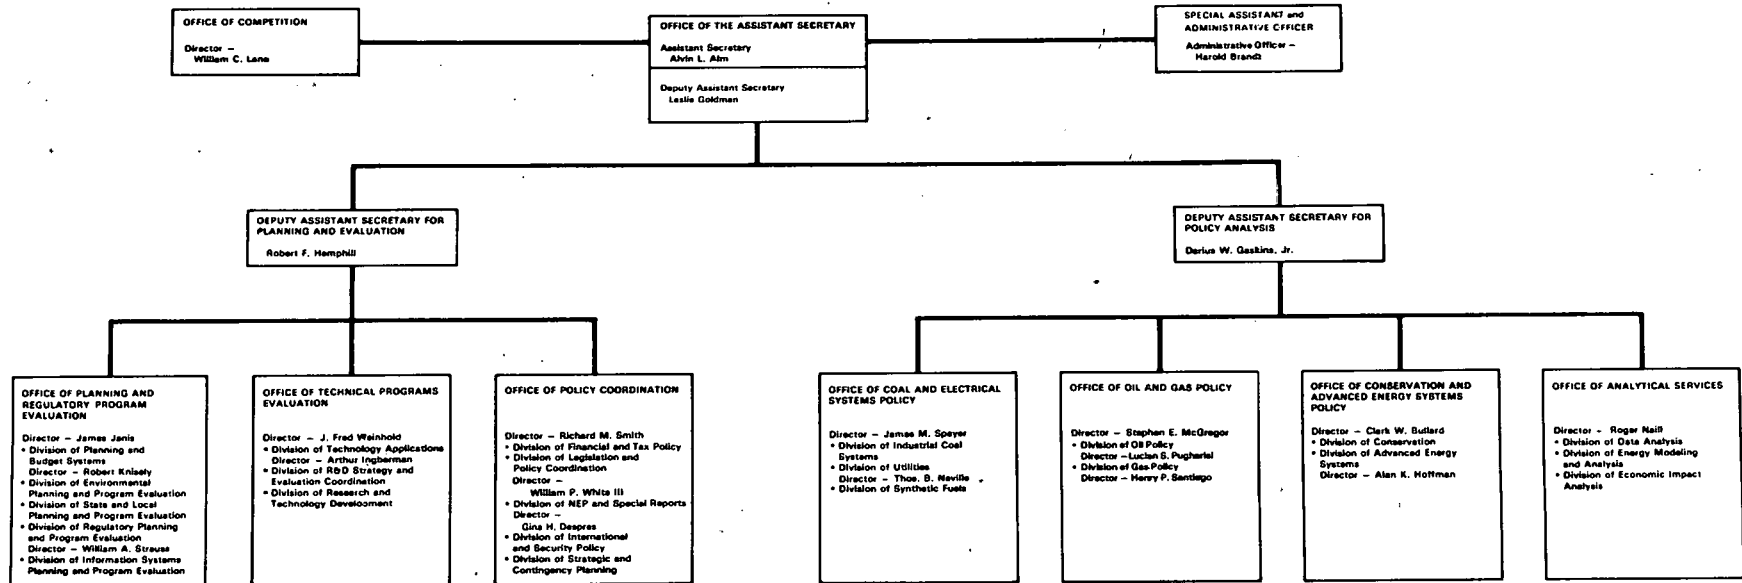 OFFICE OF COMPETITION
Director –
William C. Lane
OFFICE OF THE ASSISTANT SECRETARY
Assistant Secretary
Alvin L. Alm
Deputy Assistant Secretary
Leslie Goldman
SPECIAL ASSISTANT and
ADMINISTRATIVE OFFICER
Administrative Officer –
Harold Brandt
DEPUTY ASSISTANT SECRETARY FOR
PLANNING AND EVALUATION
Robert F. Hemphill
DEPUTY ASSISTANT SECRETARY FOR
POLICY ANALYSIS
Darius W. Gaskins, Jr.
OFFICE OF PLANNING AND
REGULATORY PROGRAM
EVALUATION
Director – James Janis
• Division of Planning and
Budget Systems
Director – Robert Knisely
• Division of Environmental
Planning and Program Evaluation
• Division of State and Local
Planning and Program Evaluation
• Division of Regulatory Planning
and Program Evaluation
Director – William A. Strauss
• Division of Information Systems
Planning and Program Evaluation
OFFICE OF TECHNICAL PROGRAMS
EVALUATION
Director – J. Fred Weinhold
• Division of Technology Applications
Director – Arthur Ingberman
• Division of R&D Strategy and
Evaluation Coordination
• Division of Research and
Technology Development
OFFICE OF POLICY COORDINATION
Director – Richard M. Smith
• Division of Financial and Tax Policy
• Division of Legislation and
Policy Coordination
Director –
William P. White III
• Division of NEP and Special Reports
Director –
Gina H. Despres
• Division of International
and Security Policy
• Division of Strategic and
Contingency Planning
OFFICE OF COAL AND ELECTRICAL
SYSTEMS POLICY
Director – James M. Speyer
• Division of Industrial Coal
Systems
• Division of Utilities
Director – Thos. B. Neville
• Division of Synthetic Fuels
OFFICE OF OIL AND GAS POLICY
Director – Stephen E. McGregor
• Division of Oil Policy
Director – Lucian S. Pugliaresi
• Division of Gas Policy
Director – Henry P. Santiago
OFFICE OF CONSERVATION AND
ADVANCED ENERGY SYSTEMS
POLICY
Director – Clark W. Bullard
• Division of Conservation
• Division of Advanced Energy
Systems
Director – Alan K. Hoffman
OFFICE OF ANALYTICAL SERVICES
Director – Roger Naill
• Division of Data Analysis
• Division of Energy Modeling
and Analysis
• Division of Economic Impact
Analysis